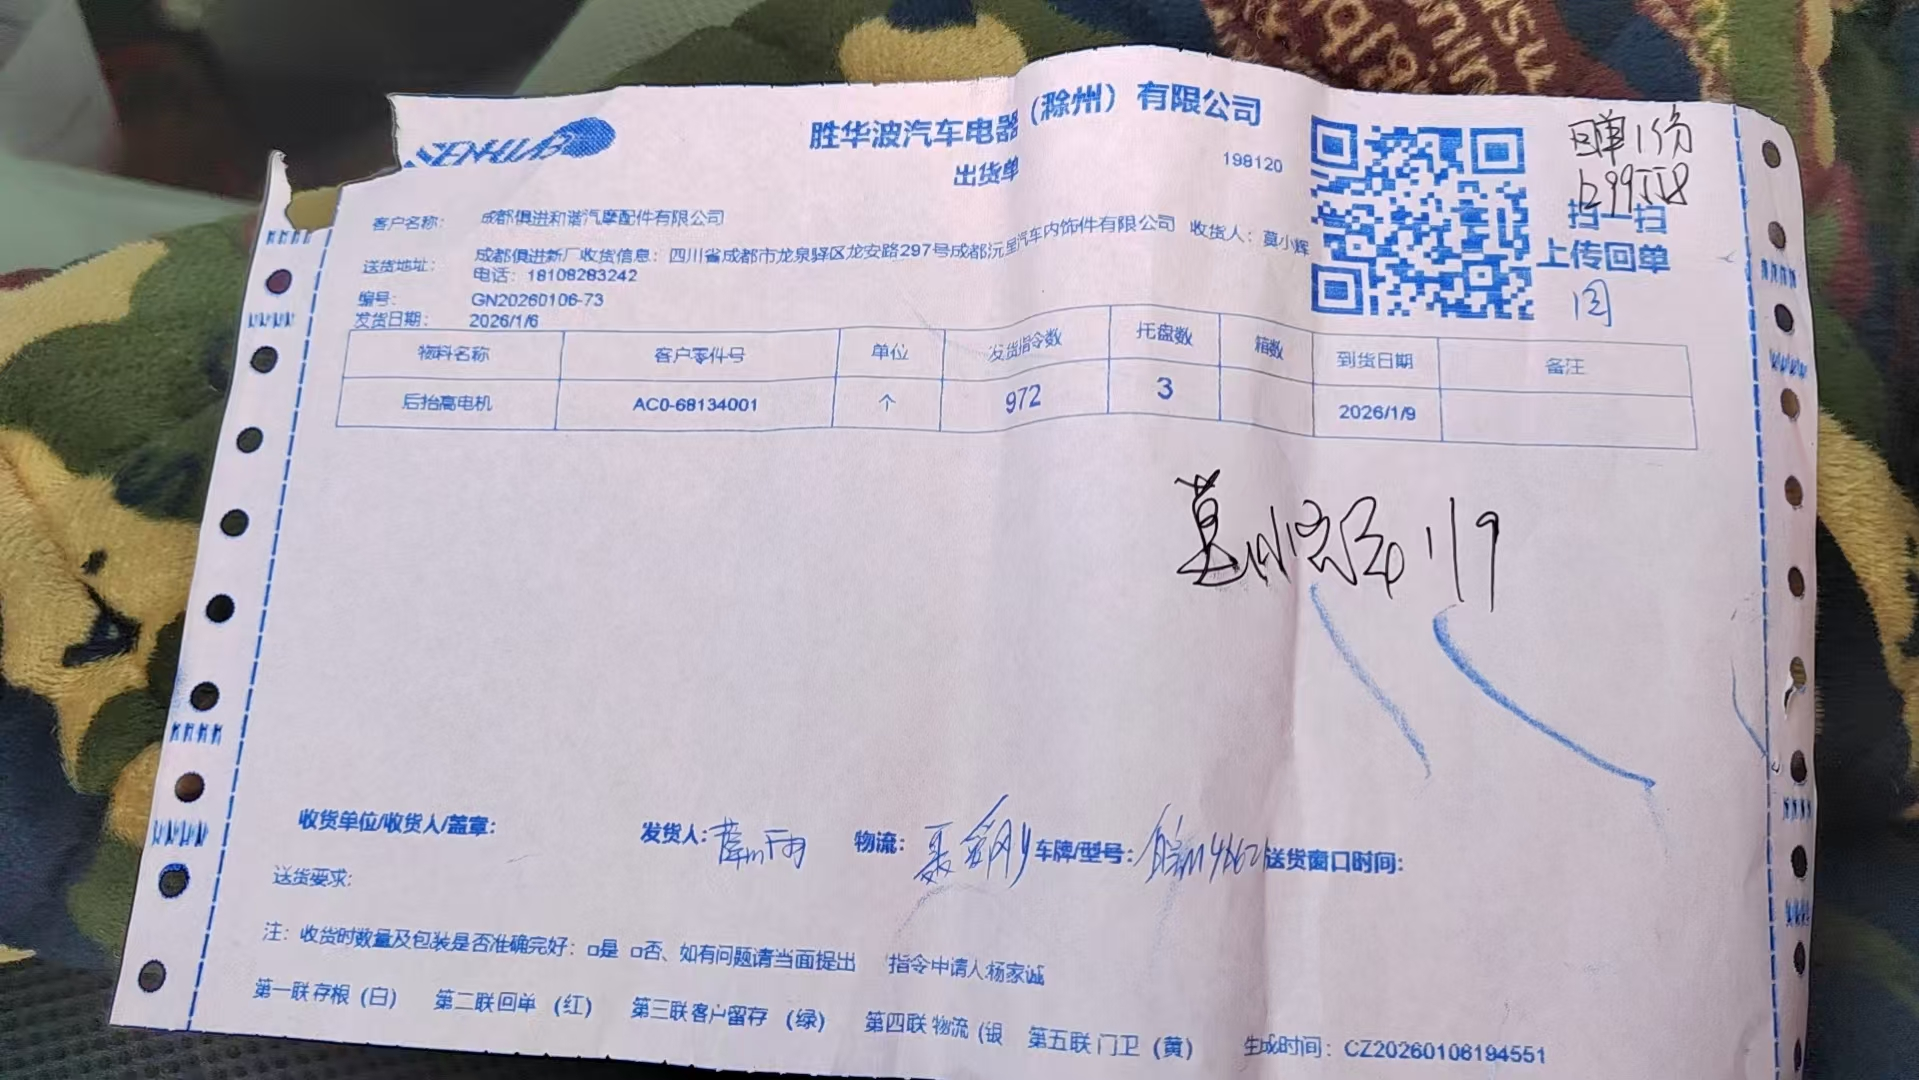 胜华波汽车电器（滁州）有限公司
出货单
198120
回单1份
扫一扫
上传回单
客户名称： 成都俱进和谐汽摩配件有限公司
送货地址： 成都俱进新厂收货信息：四川省成都市龙泉驿区龙安路297号成都沅呈汽车内饰件有限公司 收货人：莫小辉
电话：18108283242
编号： GN20260106-73
发货日期： 2026/1/6
物料名称 客户零件号 单位 发货指令数 托盘数 箱数 到货日期 备注
后抬高电机 AC0-68134001 个 972 3 2026/1/9
1/9
收货单位/收货人/盖章： 发货人： 物流： 车牌/型号： 送货窗口时间：
送货要求：
注：收货时数量及包装是否准确完好：□是 □否、如有问题请当面提出 指令申请人杨家诚
第一联存根（白） 第二联回单（红） 第三联客户留存（绿） 第四联物流（银 第五联门卫（黄） 生成时间：CZ20260106194551